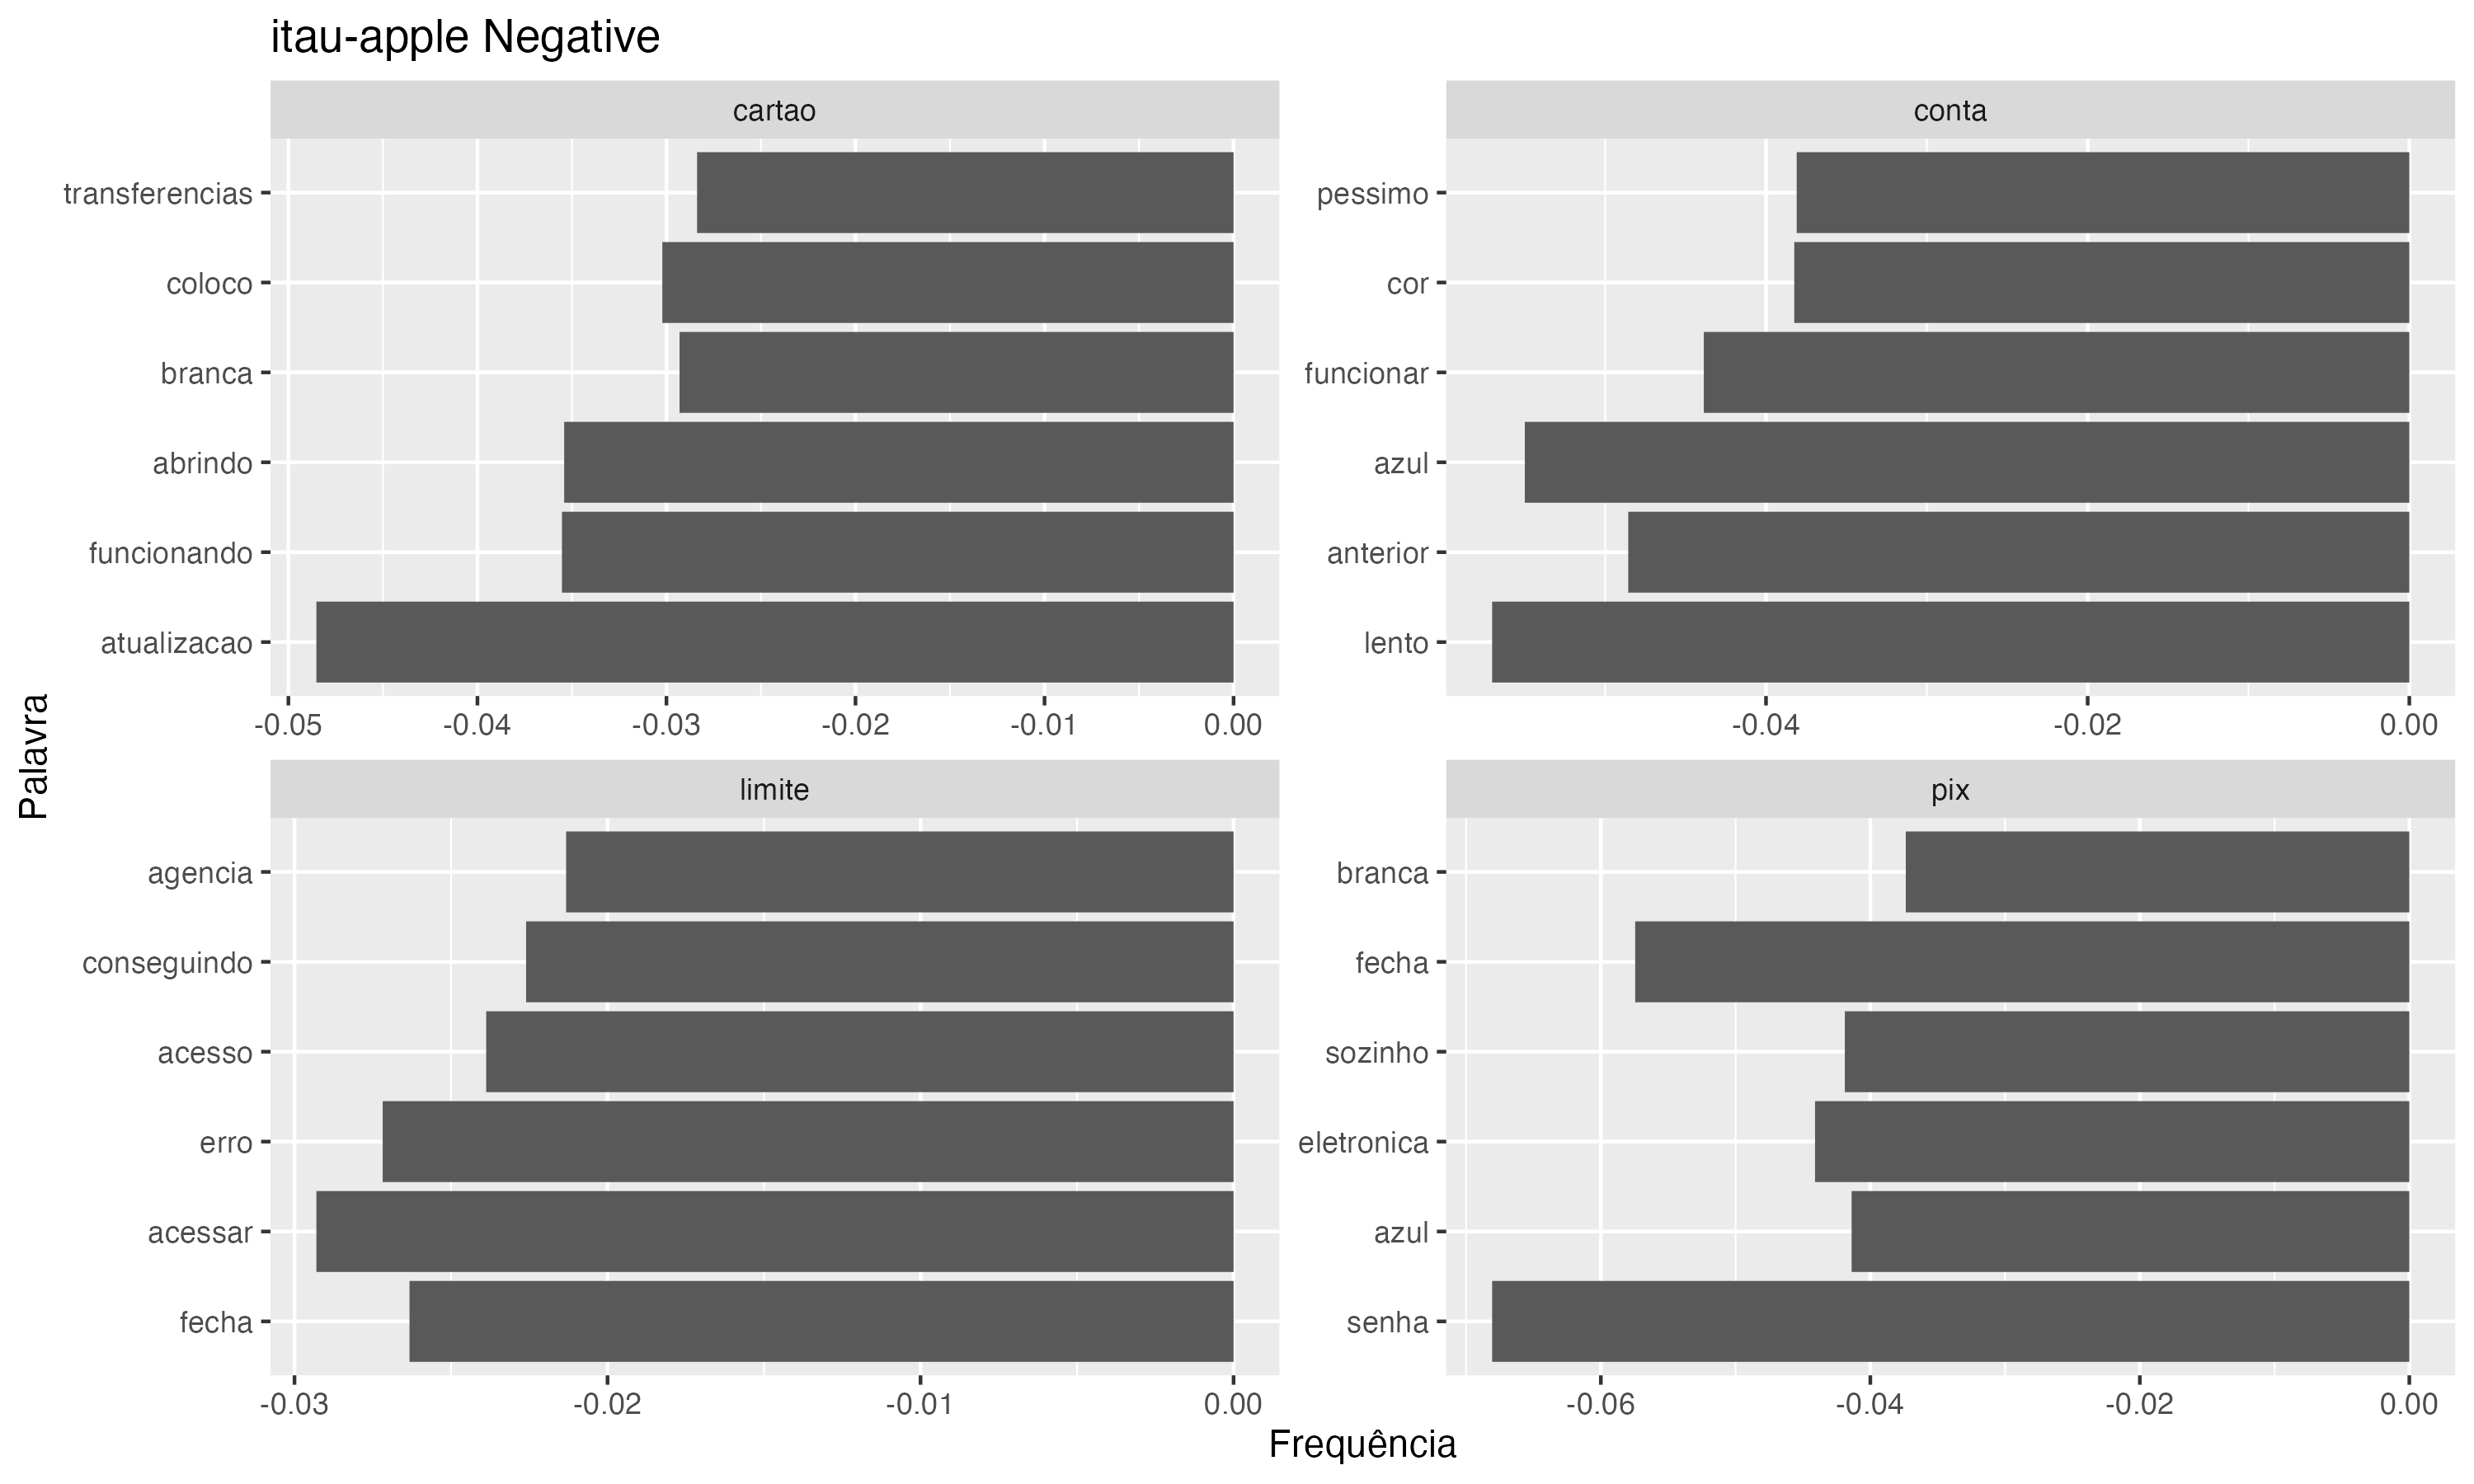 itau-apple Negative
cartao
transferencias
coloco
branca
abrindo
funcionando
atualizacao
-0.05 -0.04 -0.03 -0.02 -0.01 0.00
conta
pessimo
cor
funcionar
azul
anterior
lento
-0.04 -0.02 0.00
limite
agencia
conseguindo
acesso
erro
acessar
fecha
-0.03 -0.02 -0.01 0.00
pix
branca
fecha
sozinho
eletronica
azul
senha
-0.06 -0.04 -0.02 0.00
Palavra
Frequência